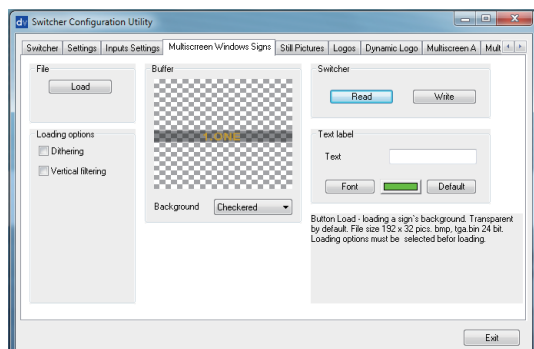 dv Switcher Configuration Utility
Switcher Settings Inputs Settings Multiscrreen Windows Signs Still Pictures Logos Dynamic Logo Multiscreen A Mult
File
Load
Loading options
Dithering
Vertical filtering
Buffer
Background Checkered
Switcher
Read Write
Text label
Text
Font Default
Button Load - loading a sign's background. Transparent
by default. File size 192 x 32 pics. bmp, tga.bin 24 bit.
Loading options must be selected befor loading.
Exit